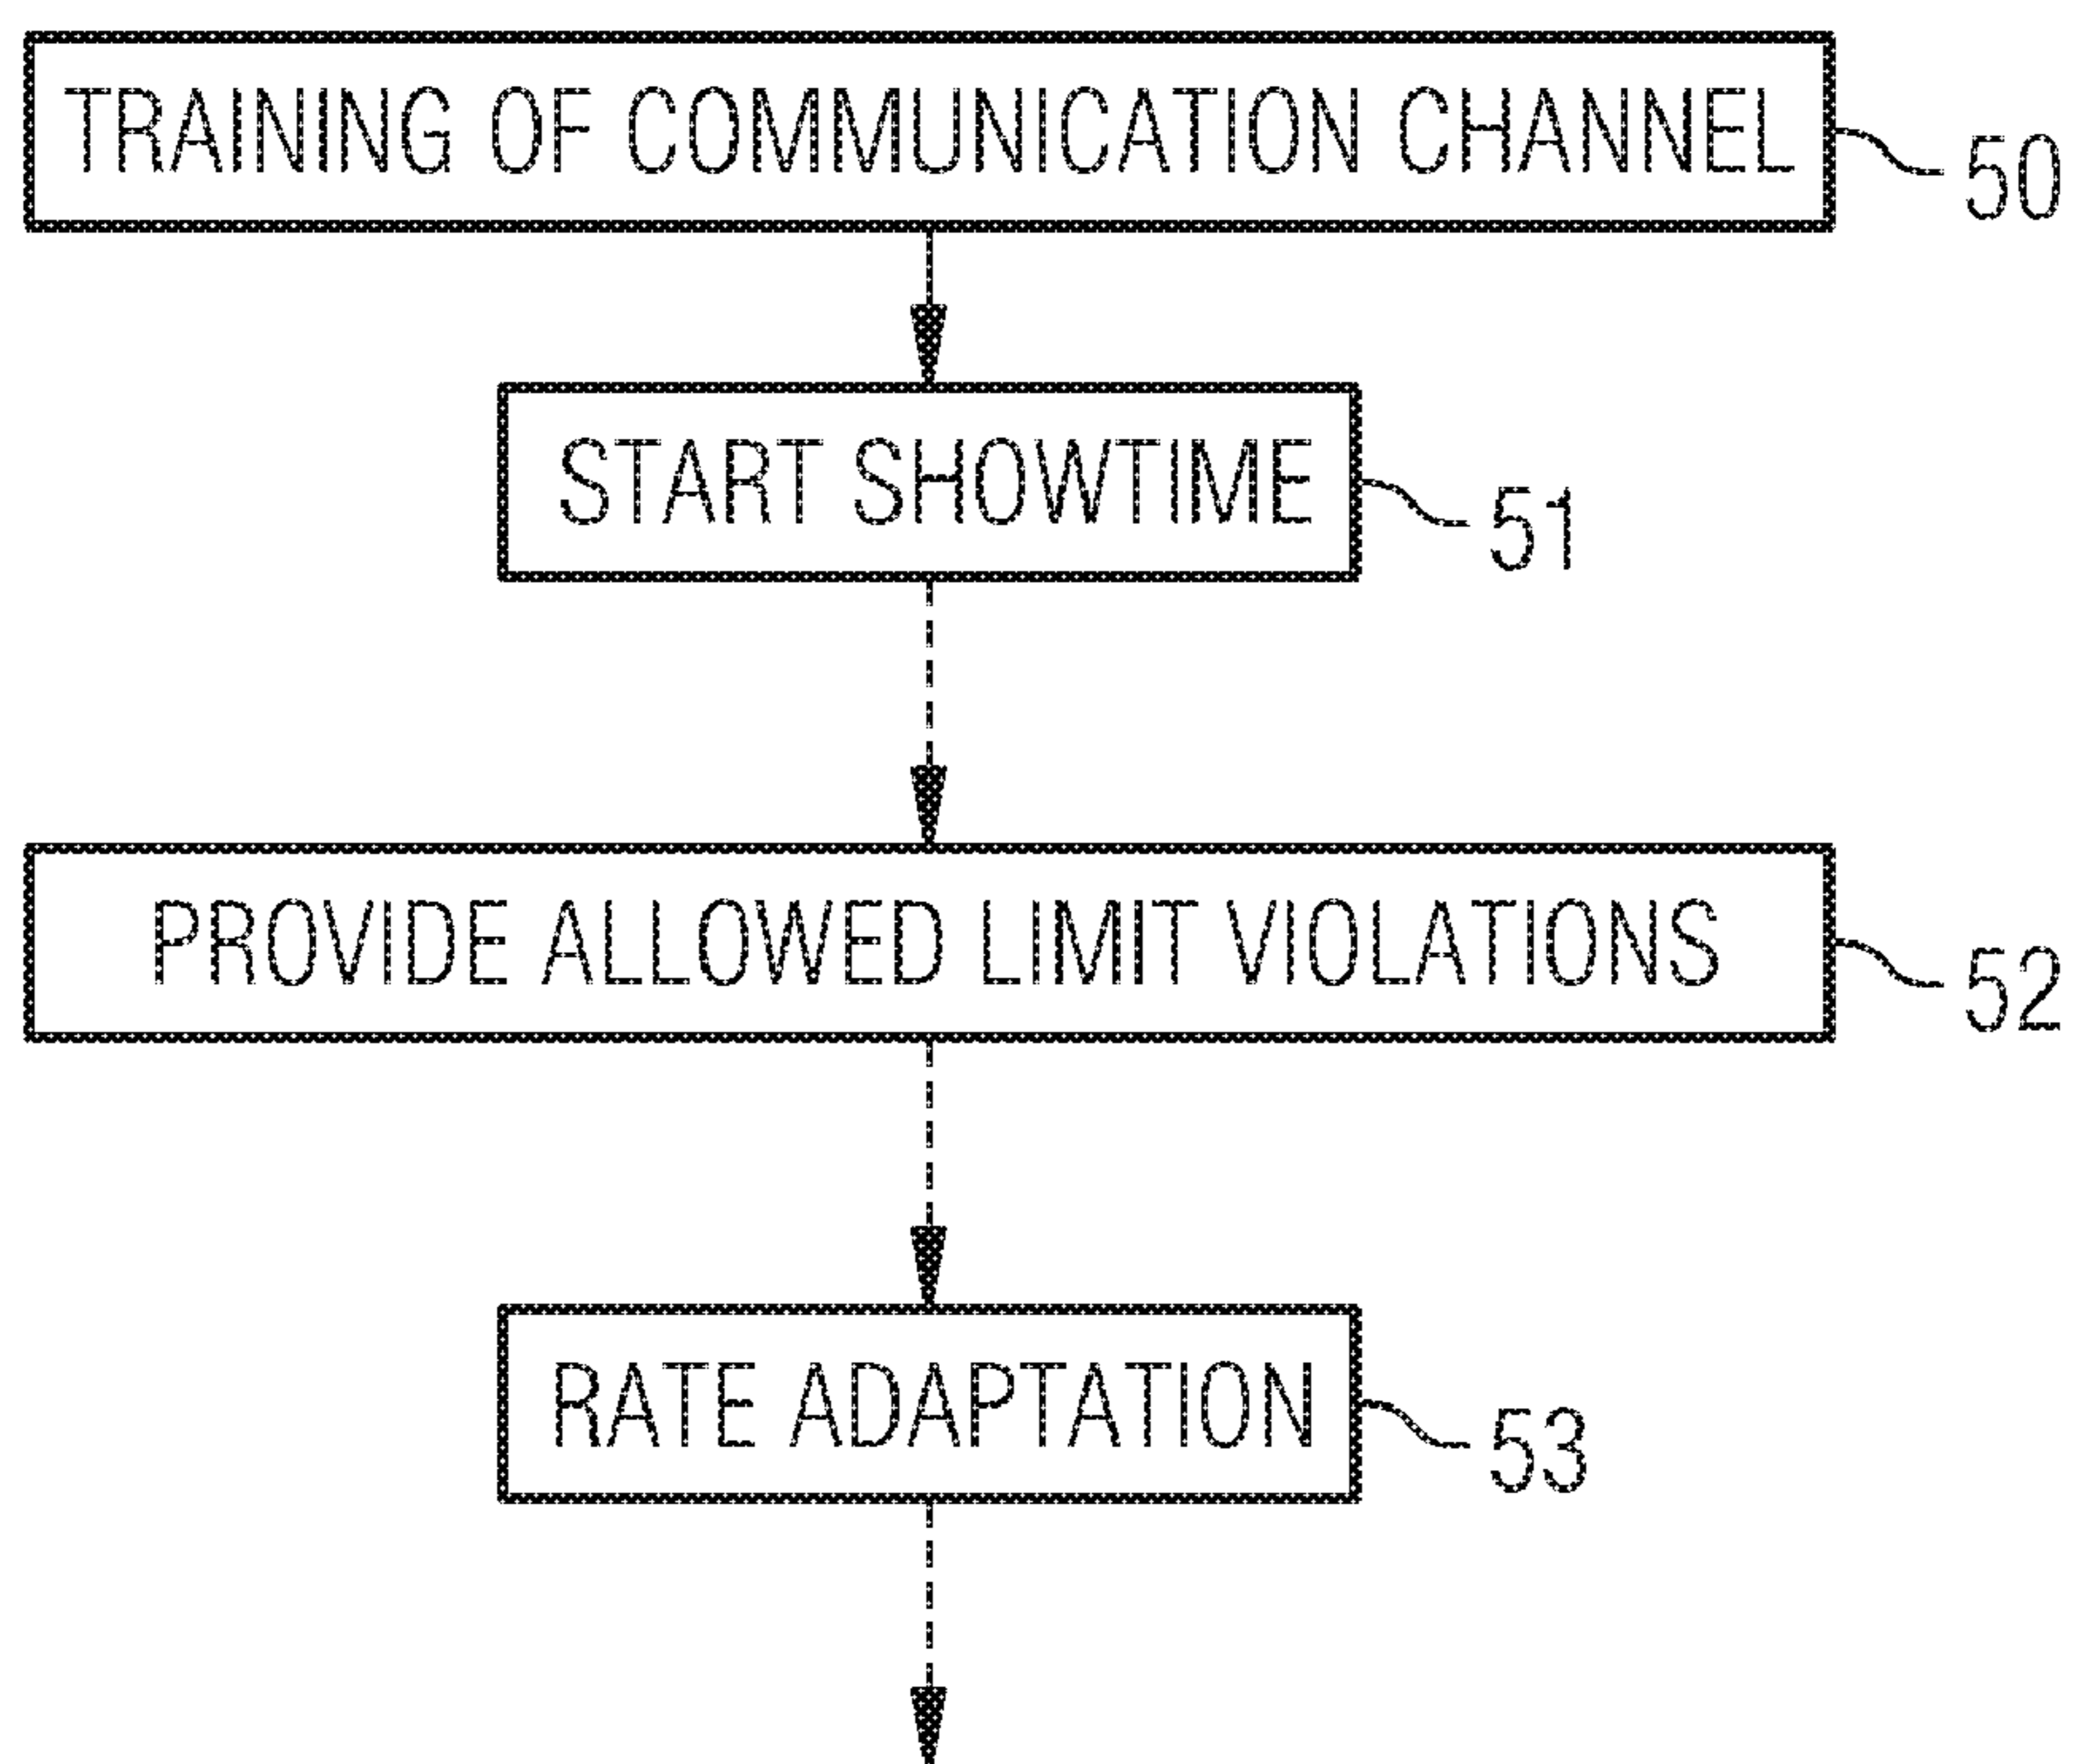 TRAINING OF COMMUNICATION CHANNEL
50
START SHOWTIME
51
PROVIDE ALLOWED LIMIT VIOLATIONS
52
RATE ADAPTATION
53